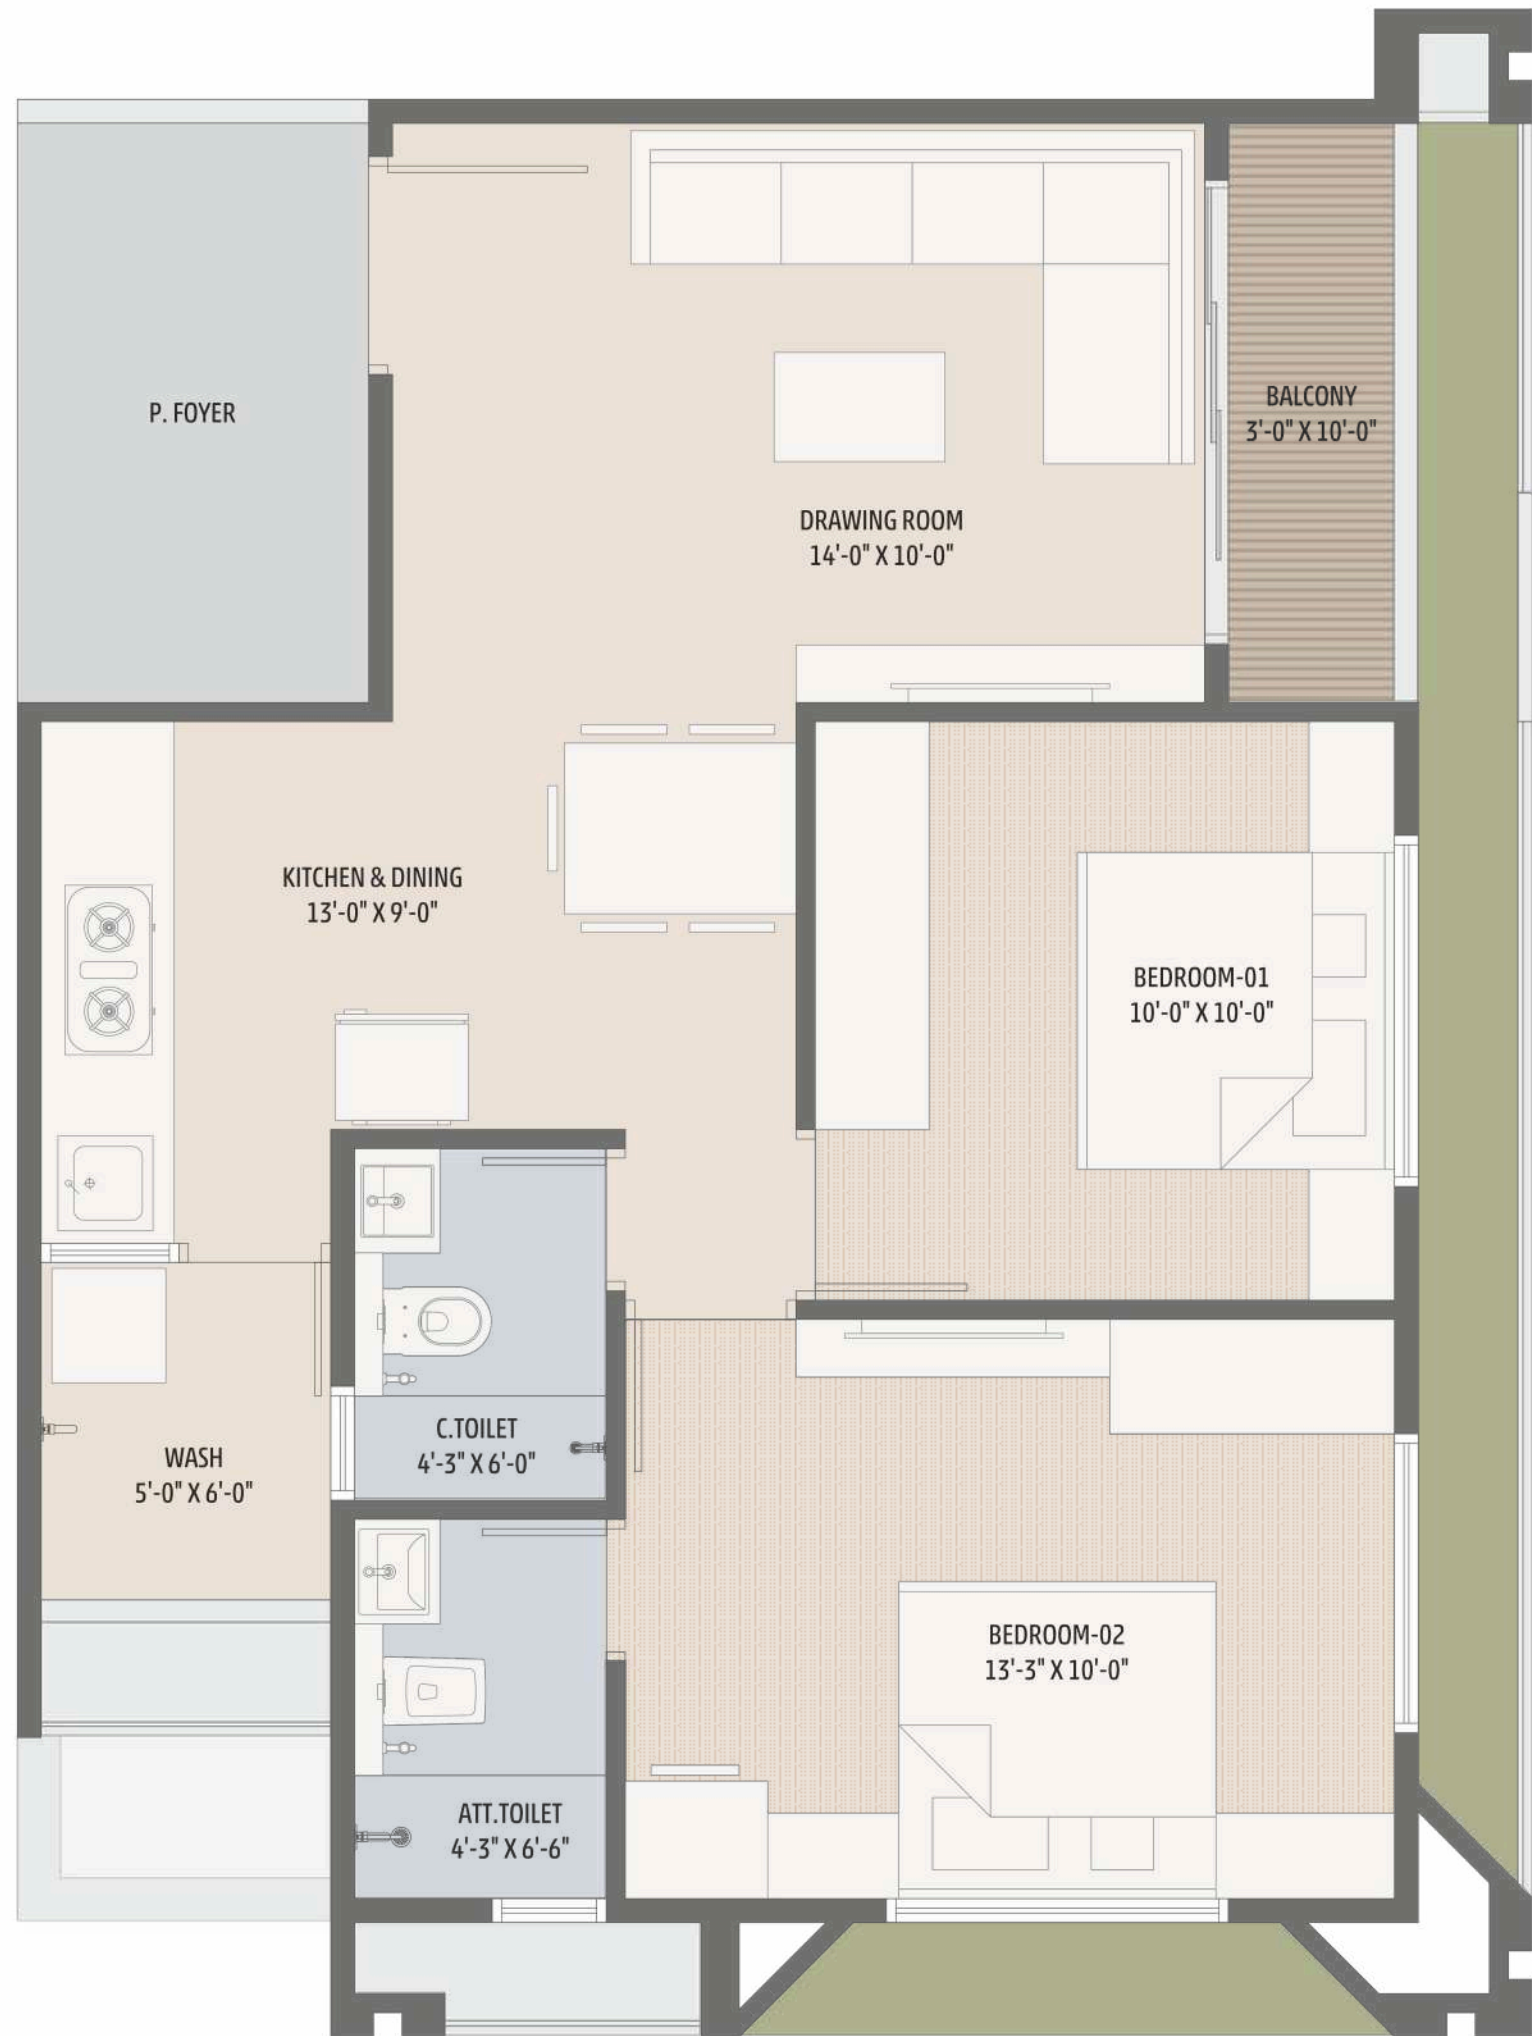 P. FOYER
BALCONY
3'-0" X 10'-0"
DRAWING ROOM
14'-0" X 10'-0"
KITCHEN & DINING
13'-0" X 9'-0"
BEDROOM-01
10'-0" X 10'-0"
C.TOILET
4'-3" X 6'-0"
WASH
5'-0" X 6'-0"
BEDROOM-02
13'-3" X 10'-0"
ATT.TOILET
4'-3" X 6'-6"